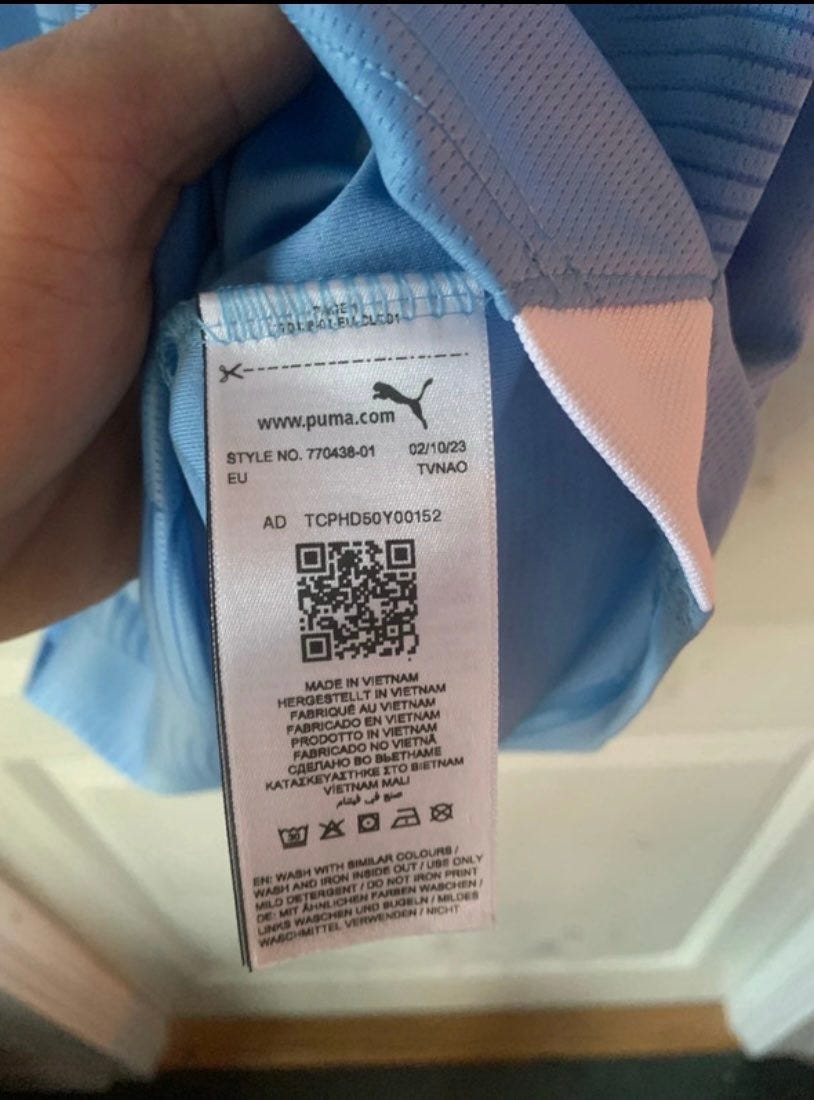 www.puma.com
STYLE NO. 770438-01 02/10/23
EU TVNAO
AD TCPHD50Y00152
MADE IN VIETNAM
HERGESTELLT IN VIETNAM
FABRIQUÉ AU VIETNAM
FABRICADO EN VIETNAM
PRODOTTO IN VIETNAM
FABRICADO NO VIETNÃ
СДЕЛАНО ВО ВЬЕТНАМЕ
ΚΑΤΑΣΚΕΥΑΣΤΗΚΕ ΣΤΟ ΒΙΕΤΝΑΜ
VİETNAM MALI
صنع في فيتنام
30
EN: WASH WITH SIMILAR COLOURS /
WASH AND IRON INSIDE OUT / USE ONLY
MILD DETERGENT / DO NOT IRON PRINT
DE: MIT ÄHNLICHEN FARBEN WASCHEN /
LINKS WASCHEN UND BÜGELN / MILDES
WASCHMITTEL VERWENDEN / NICHT